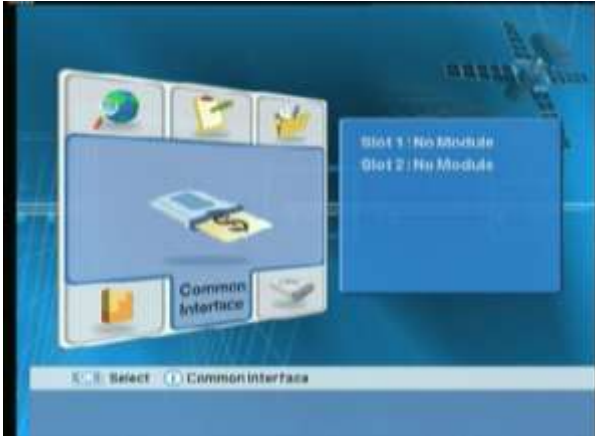 Slot 1 : No Module
Slot 2 : No Module
Common
Interface
Select
Common Interface